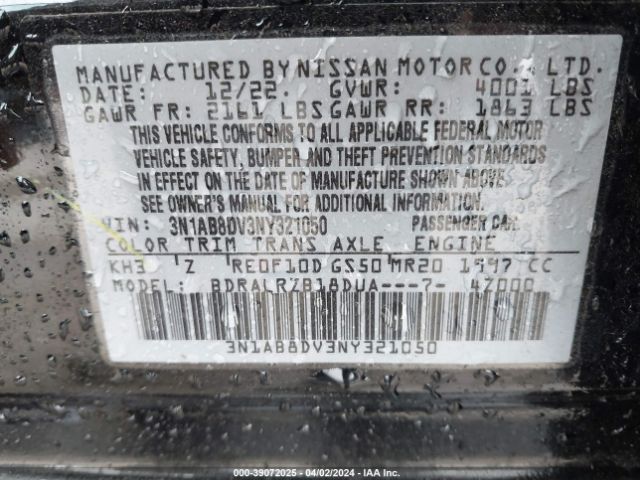 MANUFACTURED BY NISSAN MOTOR CO., LTD.
DATE: 12/22 GVWR: 4001 LBS
GAWR FR: 2161 LBS GAWR RR: 1863 LBS
THIS VEHICLE CONFORMS TO ALL APPLICABLE FEDERAL MOTOR
VEHICLE SAFETY, BUMPER AND THEFT PREVENTION STANDARDS
IN EFFECT ON THE DATE OF MANUFACTURE SHOWN ABOVE.
SEE OWNER'S MANUAL FOR ADDITIONAL INFORMATION.
VIN: 3N1AB8DV3NY321050 PASSENGER CAR
COLOR TRIM TRANS AXLE ENGINE
KH3 Z RE0F10D GS50 MR20 1997 CC
MODEL: BDRALRZB18DUA---7- 47000
3N1AB8DV3NY321050
000-39072025 - 04/02/2024 - IAA Inc.